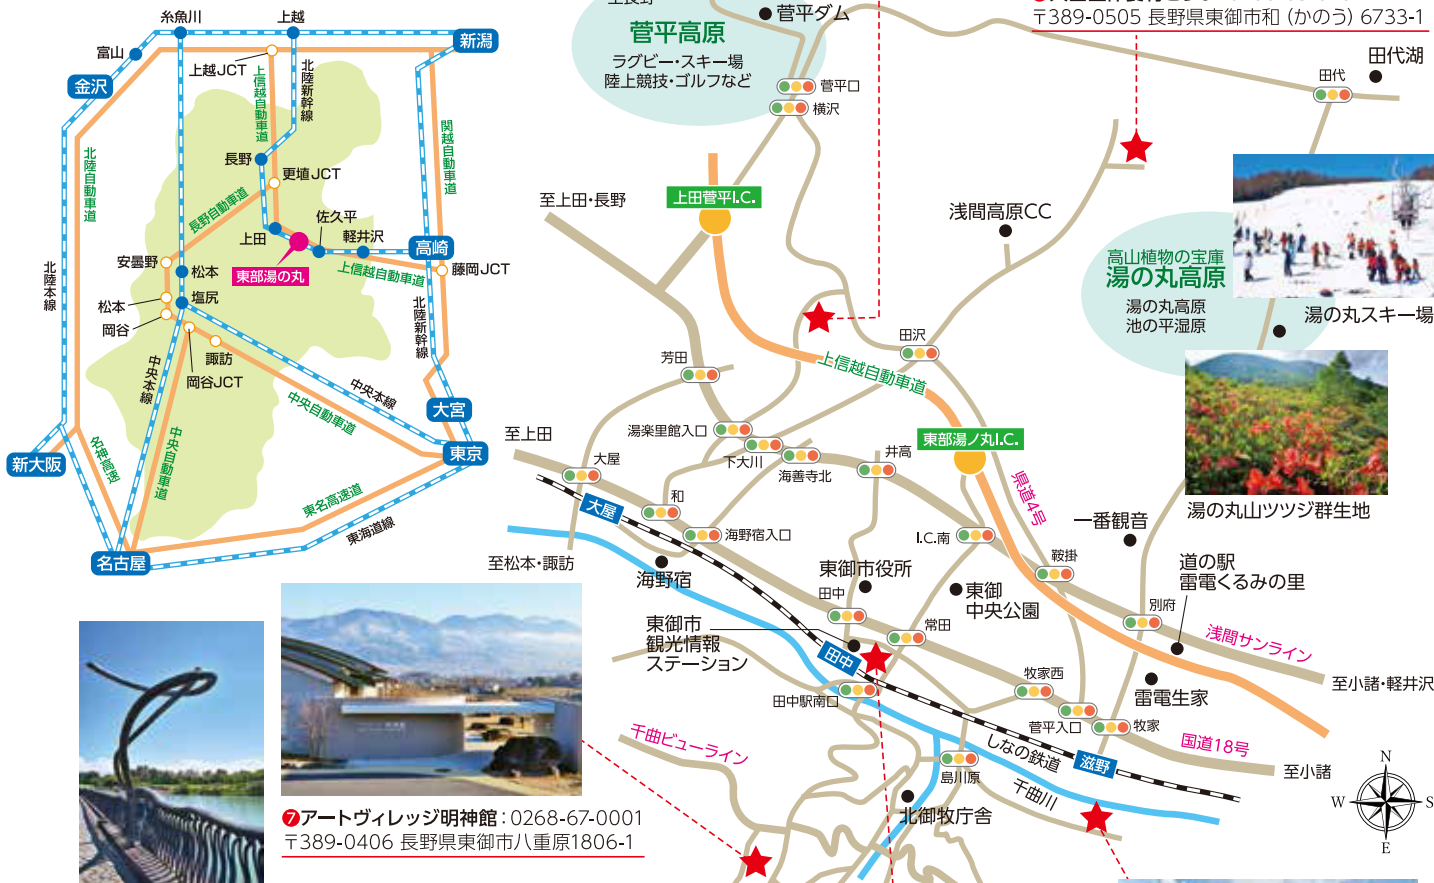 糸魚川
上越
新潟
富山
上越JCT
金沢
北陸新幹線
上信越自動車道
関越自動車道
北陸自動車道
長野
更埴JCT
長野自動車道
佐久平
上田
軽井沢
高崎
東部湯の丸
上信越自動車道
藤岡JCT
安曇野
松本
塩尻
松本
岡谷
北陸本線
北陸新幹線
諏訪
岡谷JCT
中央本線
中央本線
中央自動車道
中央自動車道
大宮
東京
新大阪
名神高速
東名高速道
東海道線
名古屋
菅平ダム
菅平高原
ラグビー・スキー場
陸上競技・ゴルフなど
菅平口
横沢
〒389-0505 長野県東御市和 (かのう) 6733-1
田代湖
田代
至上田・長野
上田菅平I.C.
浅間高原CC
高山植物の宝庫
湯の丸高原
湯の丸高原
池の平湿原
湯の丸スキー場
田沢
芳田
上信越自動車道
湯楽里館入口
下大川
海善寺北
井高
東部湯ノ丸I.C.
県道4号
湯の丸山ツツジ群生地
至上田
大屋
大屋
和
海野宿入口
I.C.南
一番観音
至松本・諏訪
海野宿
東御市役所
田中
東御
中央公園
鞍掛
道の駅
雷電くるみの里
別府
浅間サンライン
東御市
観光情報
ステーション
常田
田中
牧家西
雷電生家
至小諸・軽井沢
田中駅南口
菅平入口
牧家
国道18号
千曲ビューライン
しなの鉄道
滋野
至小諸
島川原
千曲川
北御牧庁舎
N
W
S
E
❼アートヴィレッジ明神館：0268-67-0001
〒389-0406 長野県東御市八重原1806-1